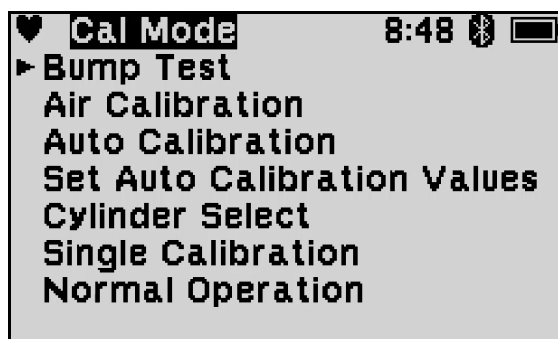 Cal Mode 8:48
Bump Test
Air Calibration
Auto Calibration
Set Auto Calibration Values
Cylinder Select
Single Calibration
Normal Operation